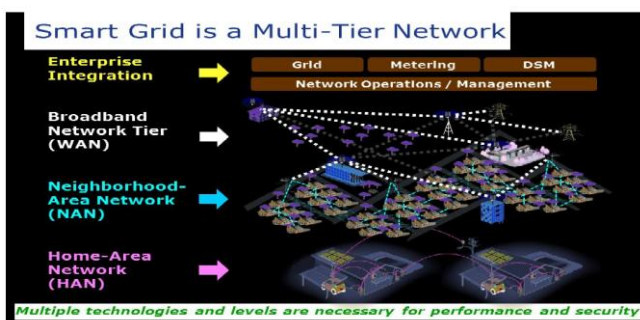 Smart Grid is a Multi-Tier Network
Enterprise
Integration
Grid
Metering
DSM
Network Operations / Management
Broadband
Network Tier
(WAN)
Neighborhood-
Area Network
(NAN)
Home-Area
Network
(HAN)
Multiple technologies and levels are necessary for performance and security